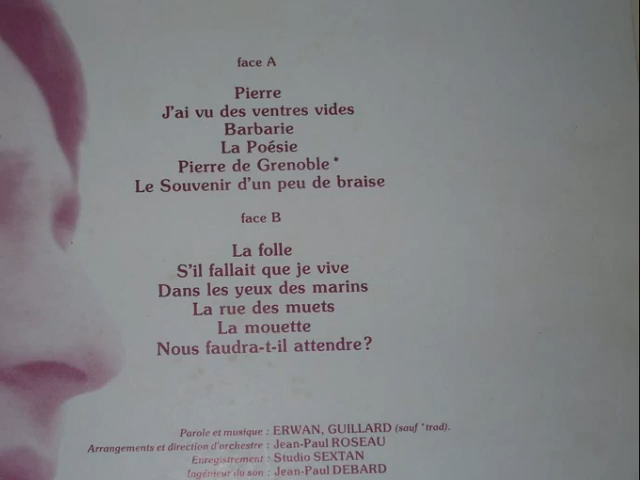 face A
Pierre
J'ai vu des ventres vides
Barbarie
La Poésie
Pierre de Grenoble *
Le Souvenir d'un peu de braise
face B
La folle
S'il fallait que je vive
Dans les yeux des marins
La rue des muets
La mouette
Nous faudra-t-il attendre?
Parole et musique : ERWAN, GUILLARD (sauf *trad).
Arrangements et direction d'orchestre : Jean-Paul ROSEAU
Enregistrement : Studio SEXTAN
Ingénieur du son : Jean-Paul DEBARD